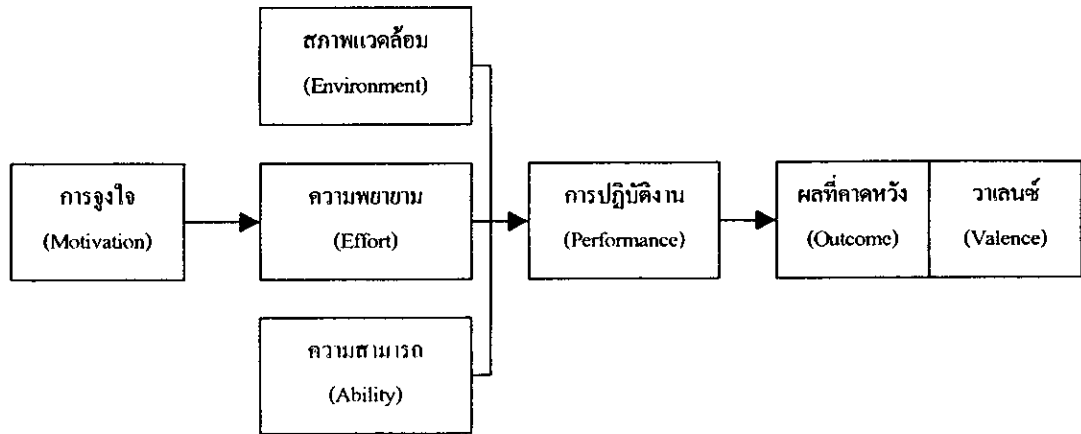 สภาพแวดล้อม
(Environment)
การจูงใจ
(Motivation)
ความพยายาม
(Effort)
การปฏิบัติงาน
(Performance)
ผลที่คาดหวัง
(Outcome)
วาเลนซ์
(Valence)
ความสามารถ
(Ability)